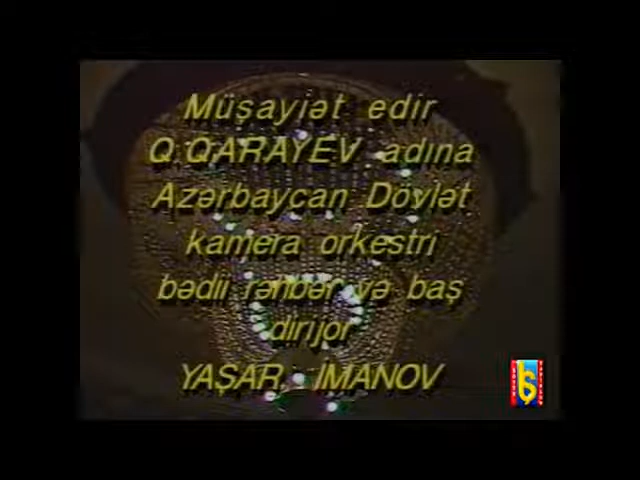 Müşayiət edir
Q.QARAYEV adına
Azərbaycan Dövlət
kamera orkestri
bədii rəhbər və baş
dirijor
YAŞAR İMANOV